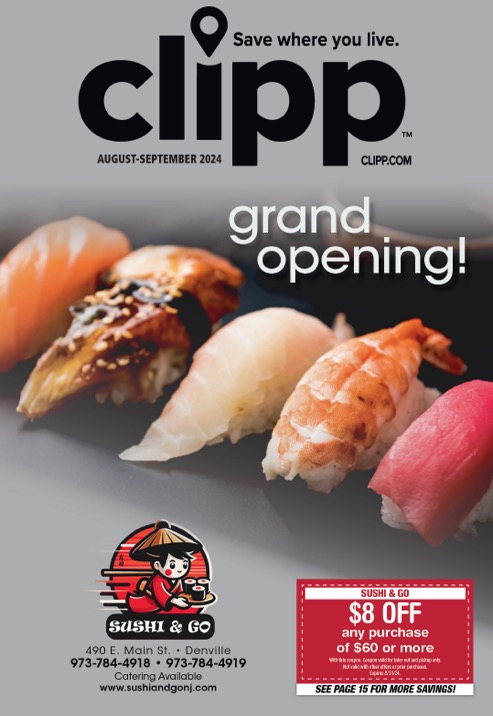 Save where you live.
clipp™
AUGUST-SEPTEMBER 2024
CLIPP.COM
grand
opening!
SUSHI & GO
490 E. Main St. • Denville
973-784-4918 • 973-784-4919
Catering Available
www.sushiandgonj.com
SUSHI & GO
$8 OFF
any purchase
of $60 or more
With this coupon. Coupon valid for take-out and pickup only.
Not valid with other offers or prior purchases.
SEE PAGE 15 FOR MORE SAVINGS!